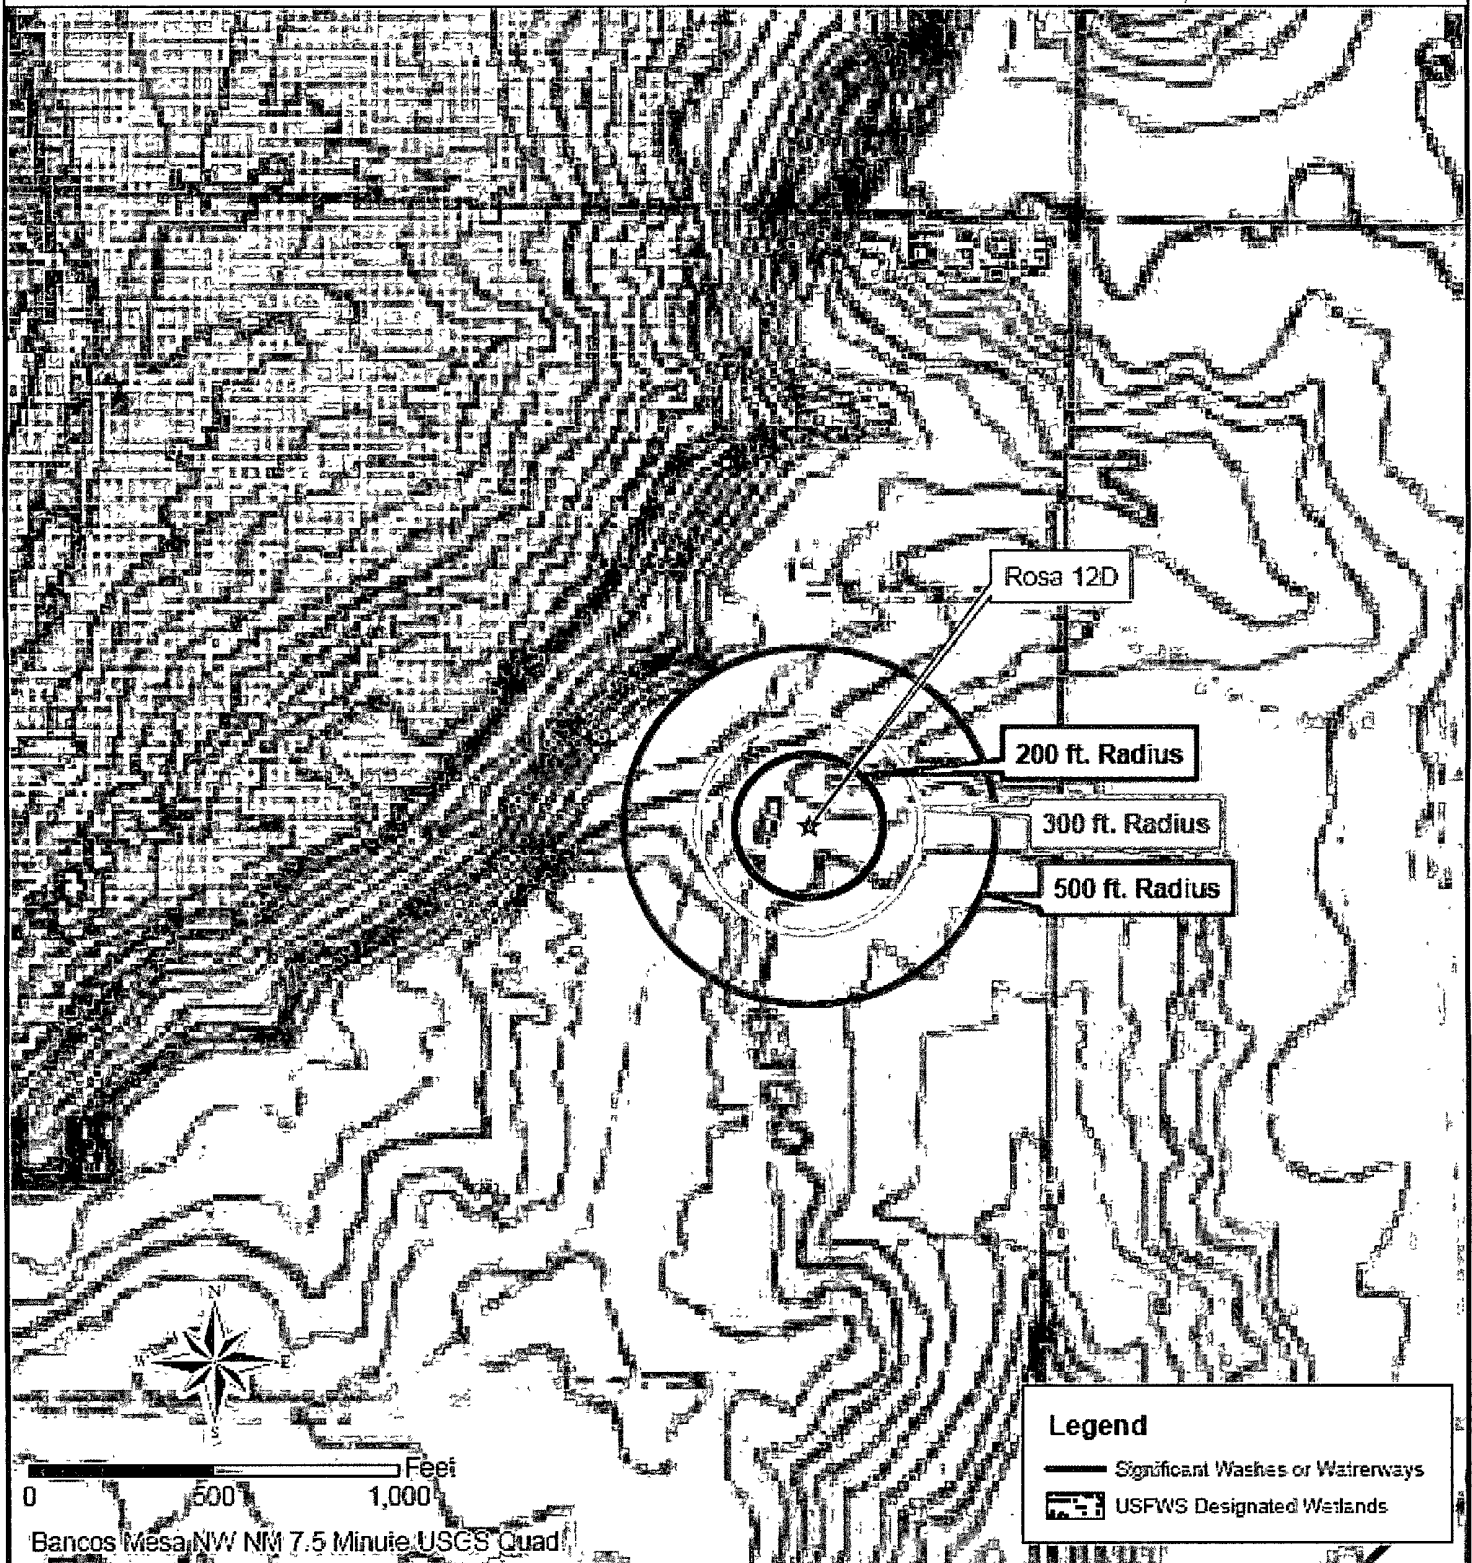 Rosa 12D
200 ft. Radius
300 ft. Radius
500 ft. Radius
N
W
E
S
Feet
0 500 1,000
Bancos Mesa NW NM 7.5 Minute USGS Quad
Legend
Significant Washes or Watrerways
USFWS Designated Wetlands